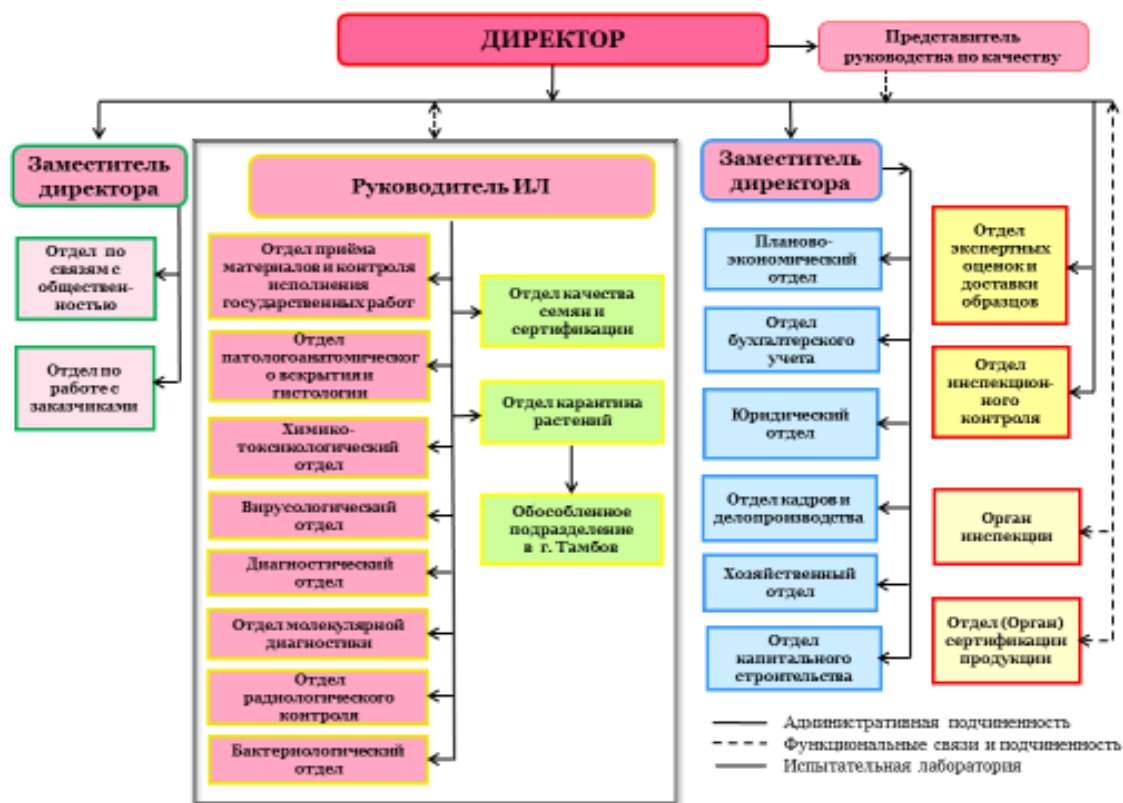 ДИРЕКТОР
Представитель
руководства по качеству
Заместитель
директора
Отдел по
связям с
общественн-
ностью
Отдел по
работе с
заказчиками
Руководитель ИЛ
Отдел приёма
материалов и контроля
исполнения
государственных работ
Отдел
патологоанатомическог
о вскрытия и
гистологии
Химико-
токсикологический
отдел
Вирусологический
отдел
Диагностический
отдел
Отдел молекулярной
диагностики
Отдел
радиологического
контроля
Бактериологический
отдел
Отдел качества
семян и
сертификации
Отдел карантина
растений
Обособленное
подразделение
в г. Тамбов
Заместитель
директора
Планово-
экономический
отдел
Отдел
бухгалтерского
учета
Юридический
отдел
Отдел кадров и
делопроизводства
Хозяйственный
отдел
Отдел
капитального
строительства
Отдел
экспертных
оценок и
доставки
образцов
Отдел
инспекцион-
ного
контроля
Орган
инспекции
Отдел (Орган)
сертификации
продукции
Административная подчиненность
Функциональные связи и подчиненность
Испытательная лаборатория